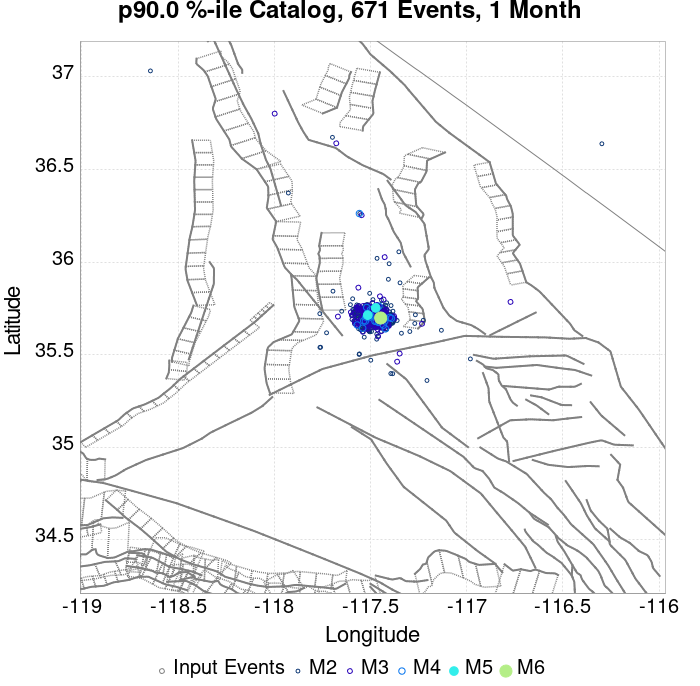 p90.0 %-ile Catalog, 671 Events, 1 Month
37
36.5
36
35.5
35
34.5
Latitude
-119 -118.5 -118 -117.5 -117 -116.5 -116
Longitude
Input Events M2 M3 M4 M5 M6